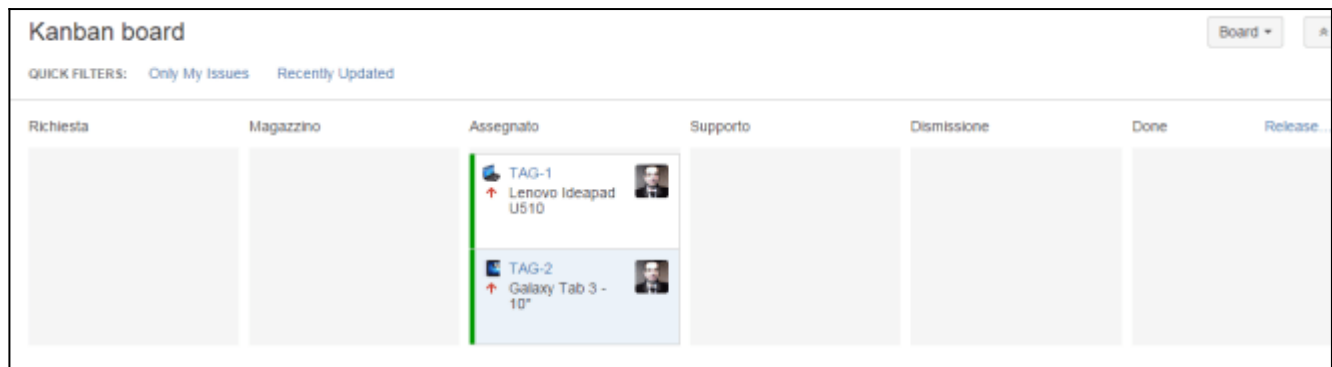 Kanban board
Board
QUICK FILTERS: Only My Issues Recently Updated
Richiesta Magazzino Assegnato Supporto Dismissione Done Release...
TAG-1
Lenovo Ideapad
U510
TAG-2
Galaxy Tab 3 -
10"